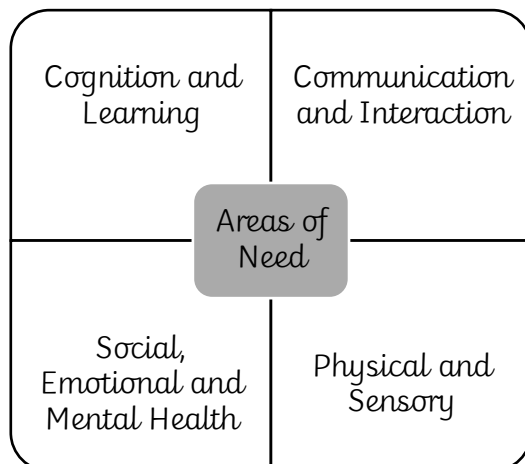 Cognition and
Learning
Communication
and Interaction
Areas of
Need
Social,
Emotional and
Mental Health
Physical and
Sensory